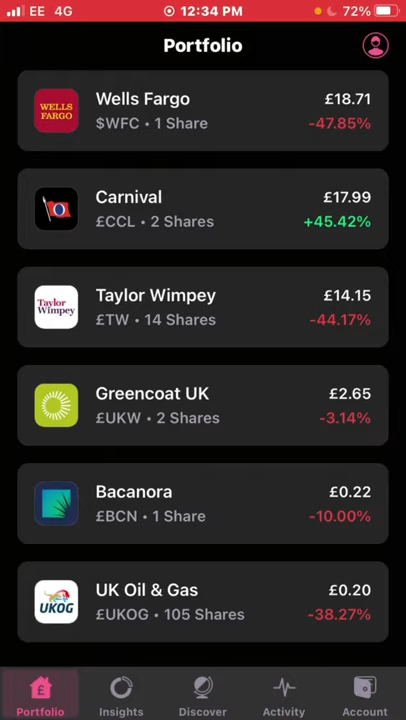 EE 4G 12:34 PM 72%
Portfolio
WELLS
FARGO
Wells Fargo £18.71
$WFC • 1 Share -47.85%
Carnival £17.99
£CCL • 2 Shares +45.42%
Taylor
Wimpey
Taylor Wimpey £14.15
£TW • 14 Shares -44.17%
Greencoat UK £2.65
£UKW • 2 Shares -3.14%
Bacanora £0.22
£BCN • 1 Share -10.00%
UKOG
UK Oil & Gas £0.20
£UKOG • 105 Shares -38.27%
£
Portfolio Insights Discover Activity Account